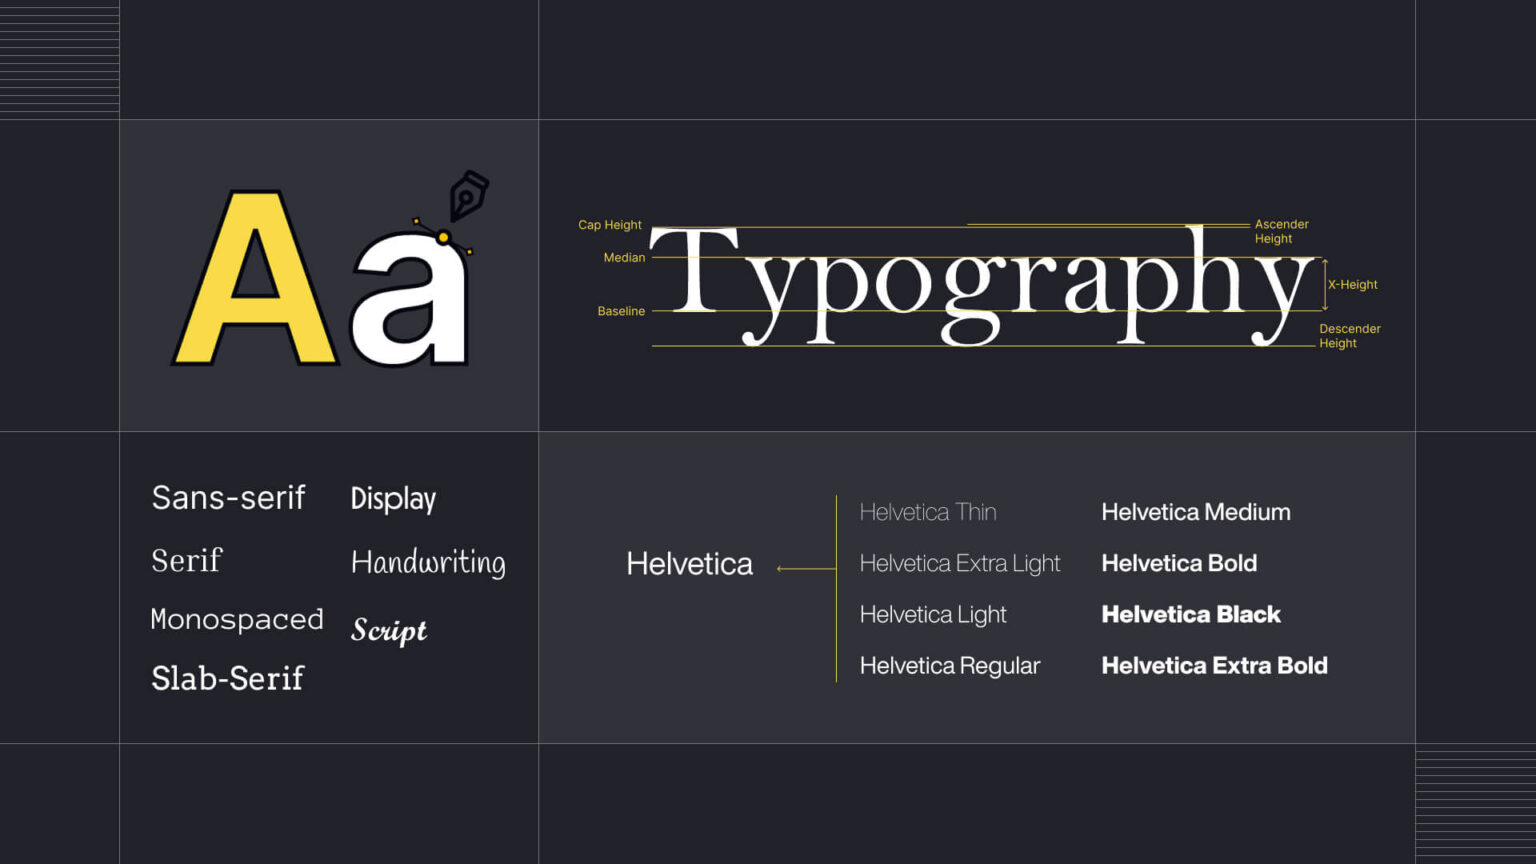 Aa
Cap Height
Median
Baseline
Typography
Ascender
Height
X-Height
Descender
Height
Sans-serif
Serif
Monospaced
Slab-Serif
Display
Handwriting
Script
Helvetica
Helvetica Thin
Helvetica Extra Light
Helvetica Light
Helvetica Regular
Helvetica Medium
Helvetica Bold
Helvetica Black
Helvetica Extra Bold